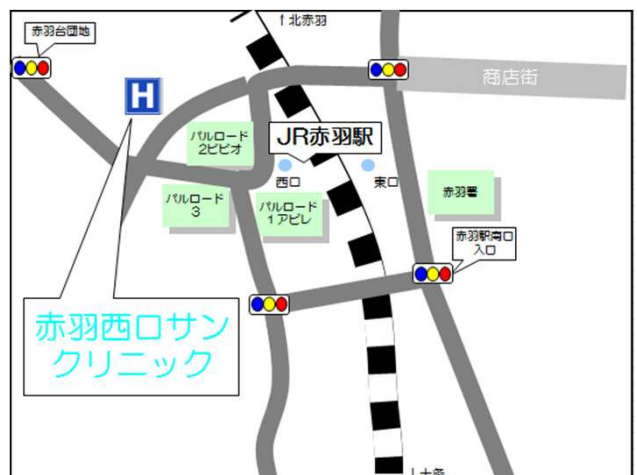 ↑北赤羽
赤羽台団地
商店街
H
パルロード
2ビビオ
JR赤羽駅
西口
東口
赤羽署
パルロード
3
パルロード
1アピレ
赤羽駅南口
入口
赤羽西口サン
クリニック